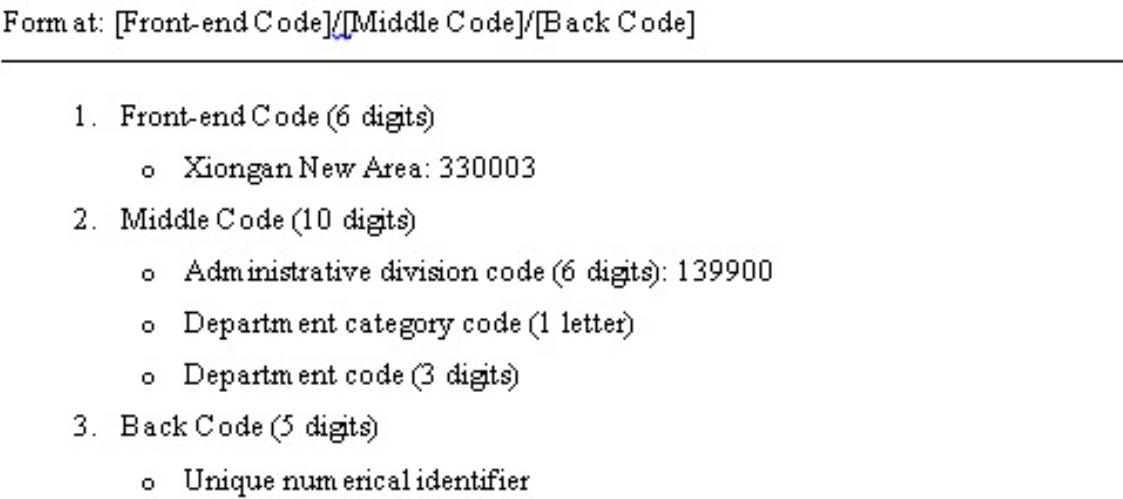 Format: [Front-end Code]/[Middle Code]/[Back Code]
1. Front-end Code (6 digits)
o Xiongan New Area: 330003
2. Middle Code (10 digits)
o Administrative division code (6 digits): 139900
o Department category code (1 letter)
o Department code (3 digits)
3. Back Code (5 digits)
o Unique numerical identifier